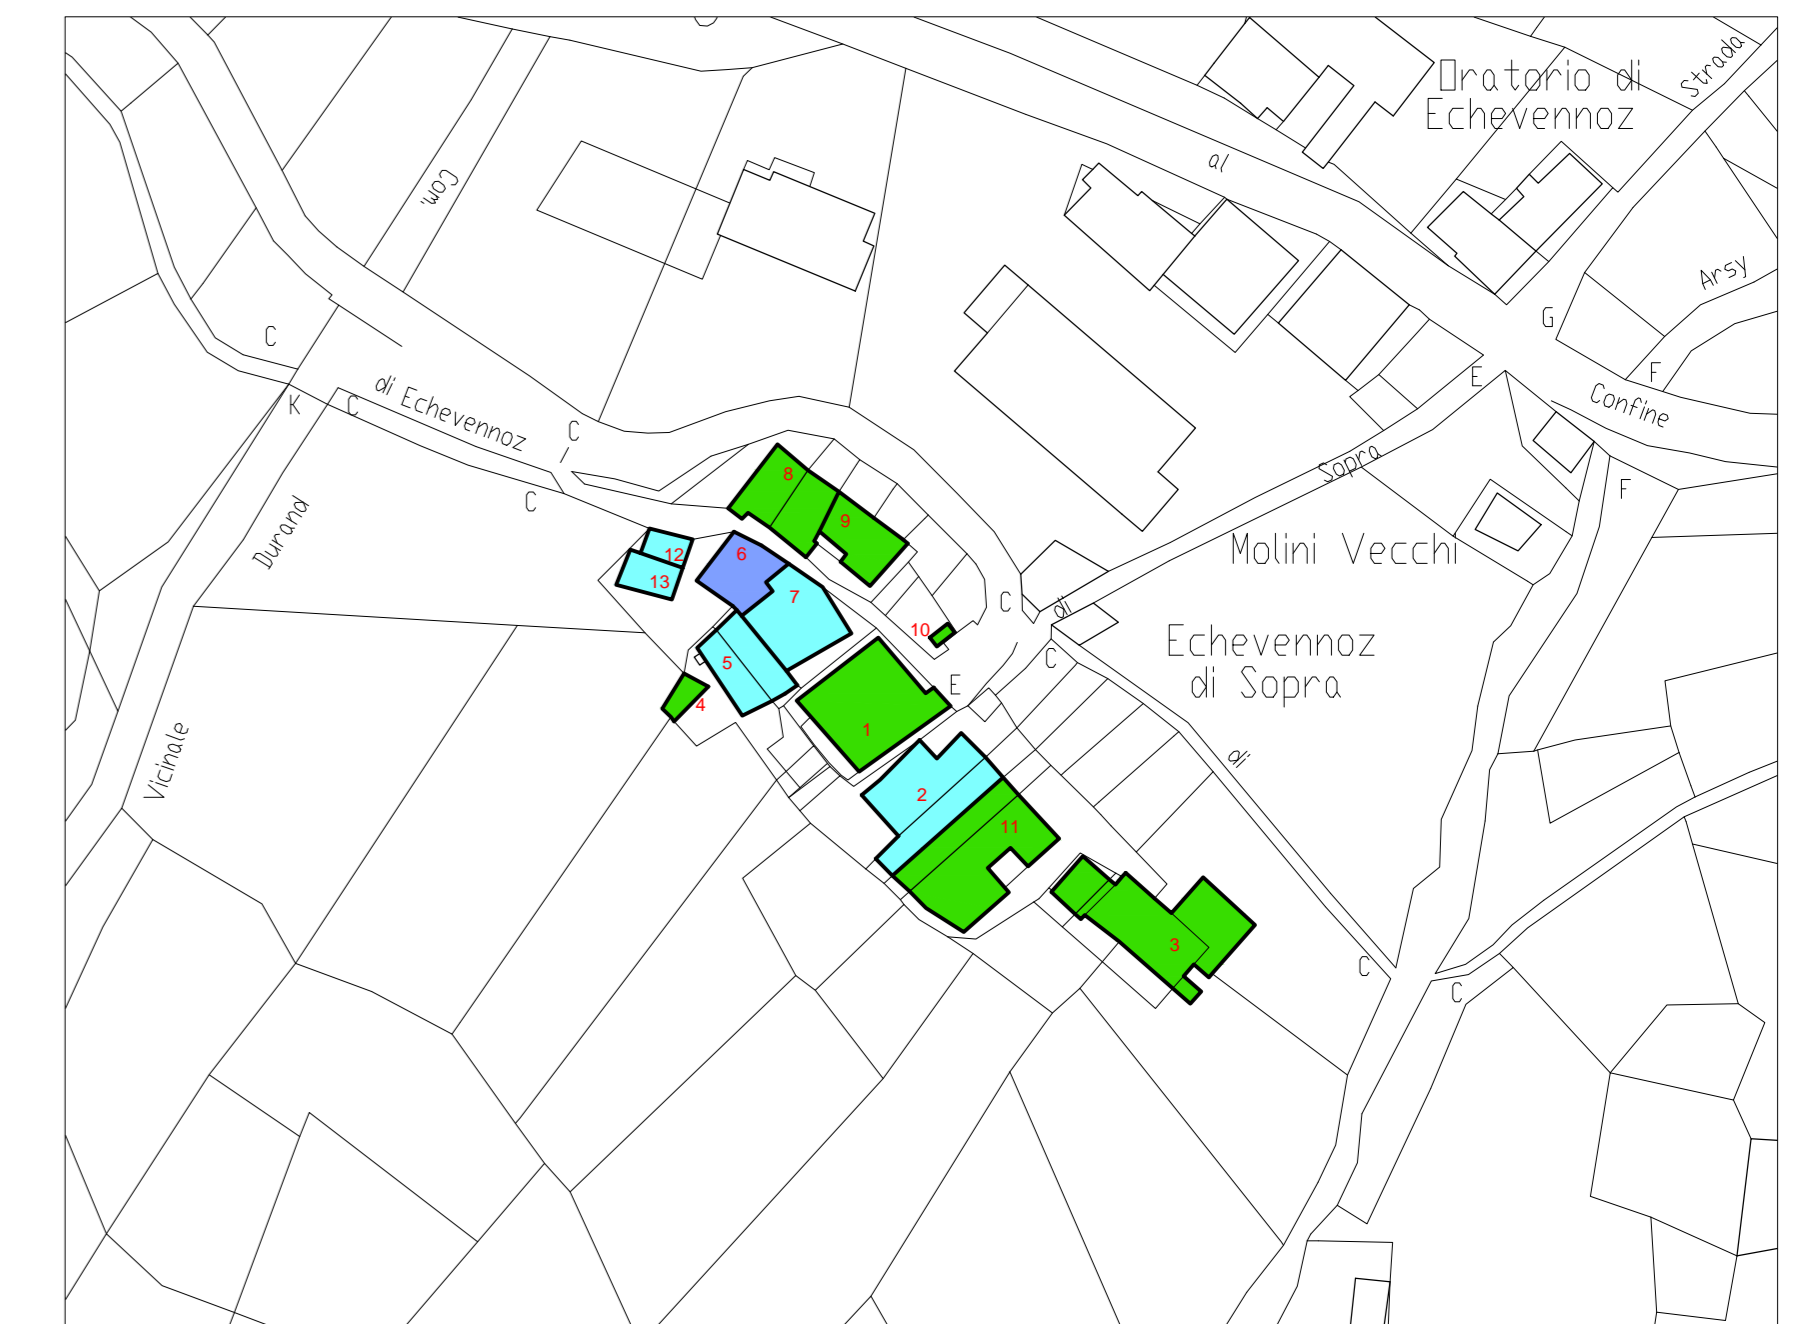 Oratorio di
Echevennoz
Strada
al
Com.
Arsy
C
G
K
C
di Echevennoz
C
E
F
Confine
Sopra
C
8
9
F
Durand
12
6
Molini Vecchi
13
7
C
di
10
5
C
Echevennoz
di Sopra
4
E
1
di
Vicinale
2
11
3
C
C